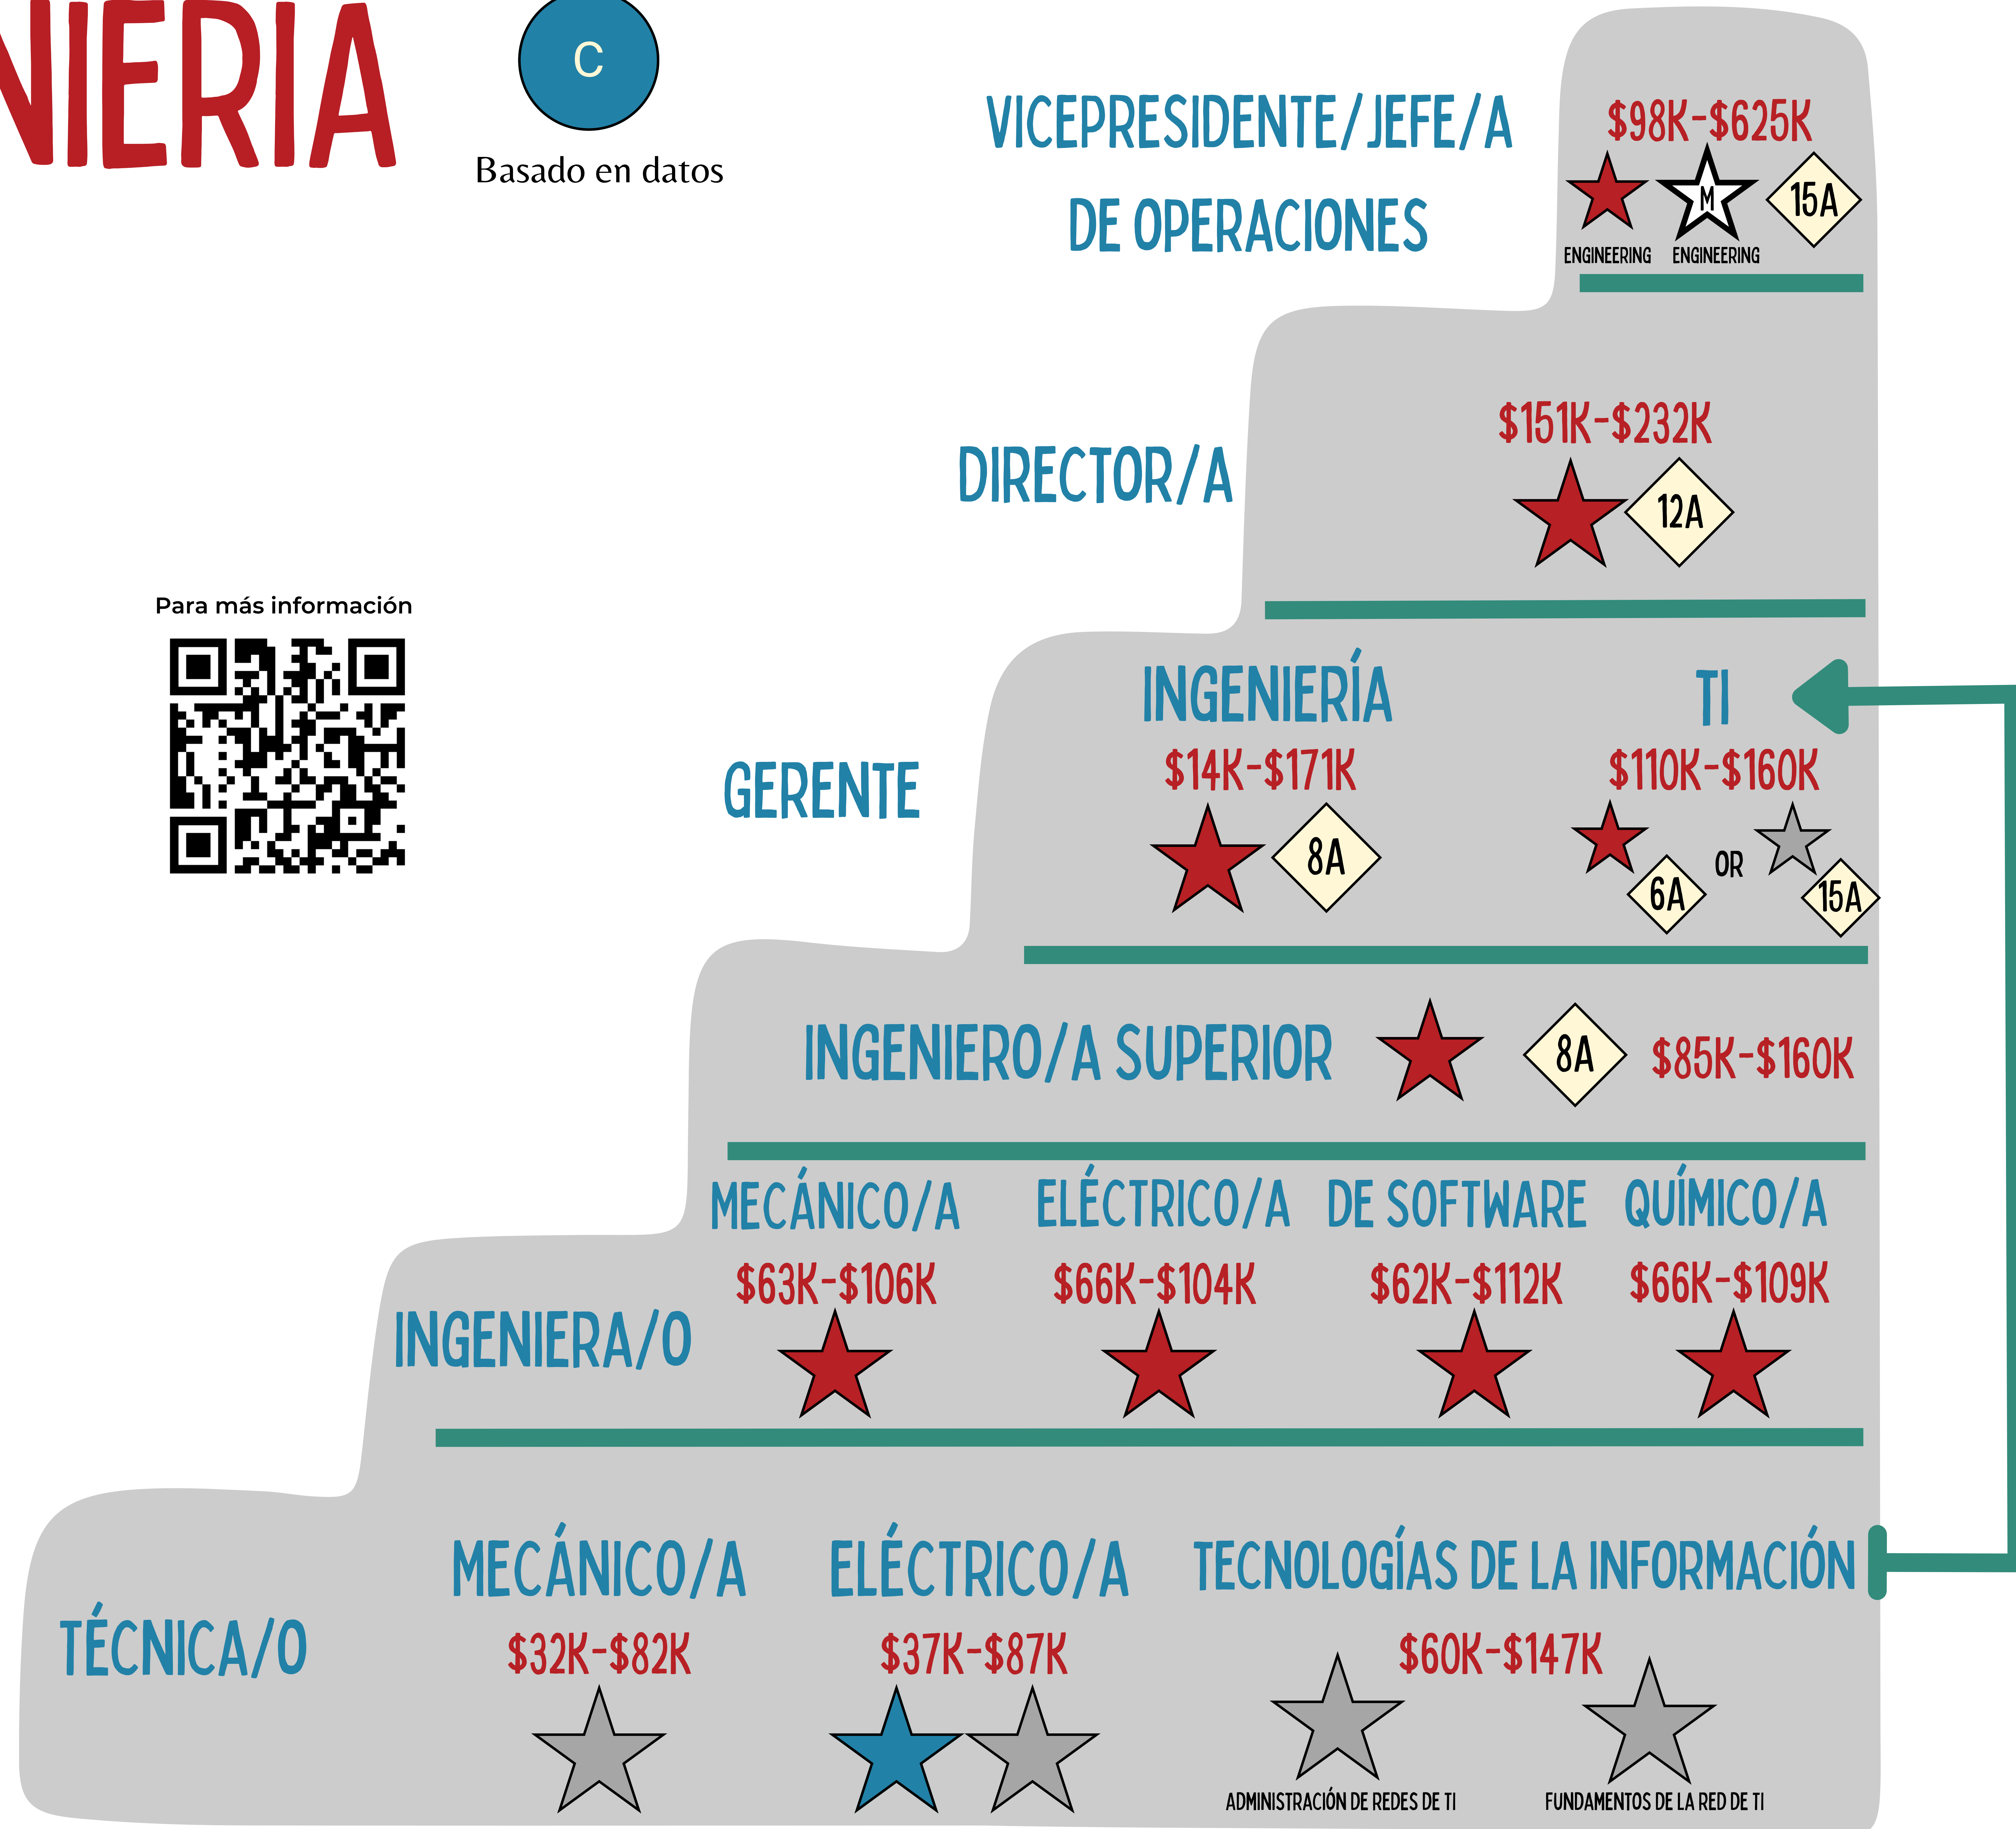 NIERIA
C
Basado en datos
VICEPRESIDENTE/JEFE/A
DE OPERACIONES
$98K-$625K
M
15A
ENGINEERING
ENGINEERING
DIRECTOR/A
$151K-$232K
12A
Para más información
GERENTE
INGENIERÍA
$14K-$171K
8A
TI
$110K-$160K
6A
OR
15A
INGENIERO/A SUPERIOR
8A
$85K-$160K
INGENIERA/O
MECÁNICO/A
$63K-$106K
ELÉCTRICO/A
$66K-$104K
DE SOFTWARE
$62K-$112K
QUÍMICO/A
$66K-$109K
TÉCNICA/O
MECÁNICO/A
$32K-$82K
ELÉCTRICO/A
$37K-$87K
TECNOLOGÍAS DE LA INFORMACIÓN
$60K-$147K
ADMINISTRACIÓN DE REDES DE TI
FUNDAMENTOS DE LA RED DE TI